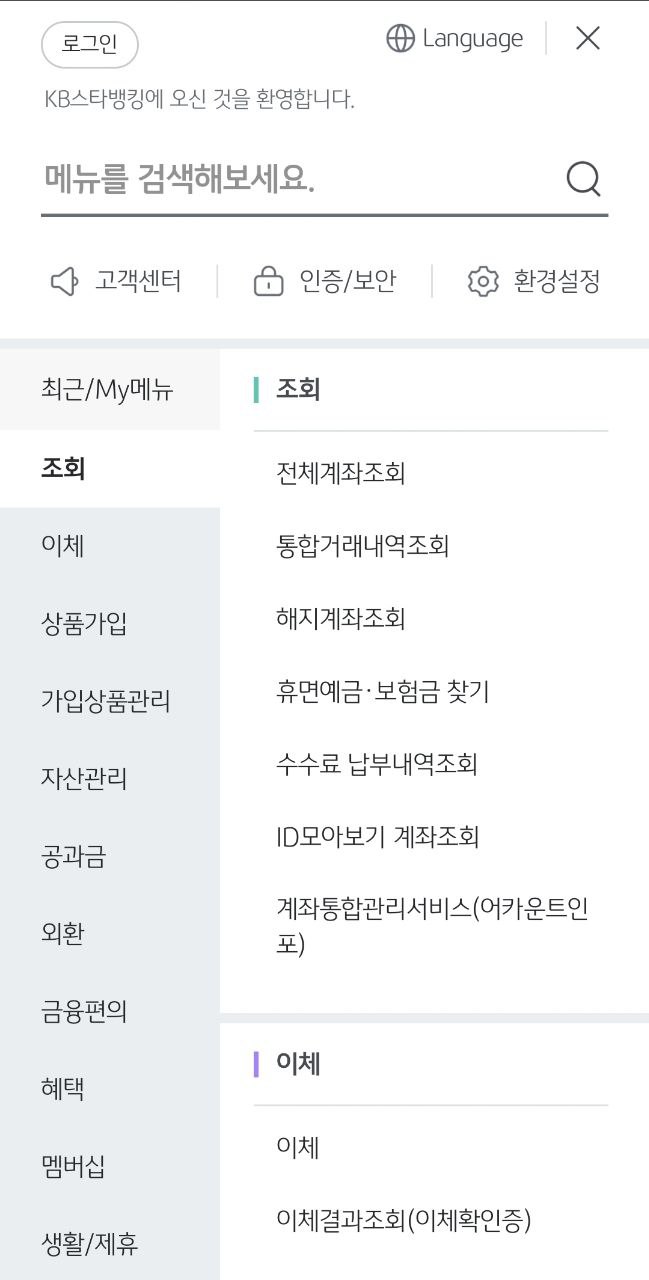 로그인
Language
KB스타뱅킹에 오신 것을 환영합니다.
메뉴를 검색해보세요.
고객센터
인증/보안
환경설정
최근/My메뉴
조회
이체
상품가입
가입상품관리
자산관리
공과금
외환
금융편의
혜택
멤버십
생활/제휴
조회
전체계좌조회
통합거래내역조회
해지계좌조회
휴면예금·보험금 찾기
수수료 납부내역조회
ID모아보기 계좌조회
계좌통합관리서비스(어카운트인
포)
이체
이체
이체결과조회(이체확인증)